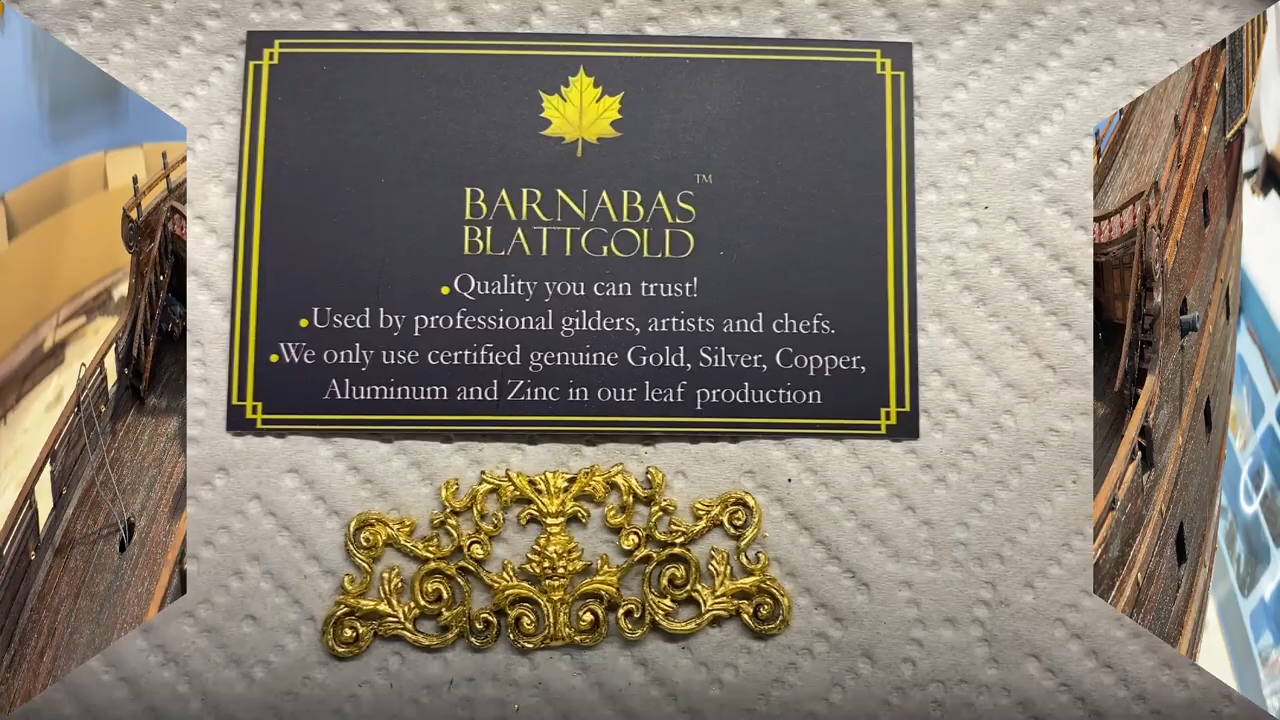 BARNABAS™
BLATTGOLD
•Quality you can trust!
•Used by professional gilders, artists and chefs.
•We only use certified genuine Gold, Silver, Copper,
Aluminum and Zinc in our leaf production